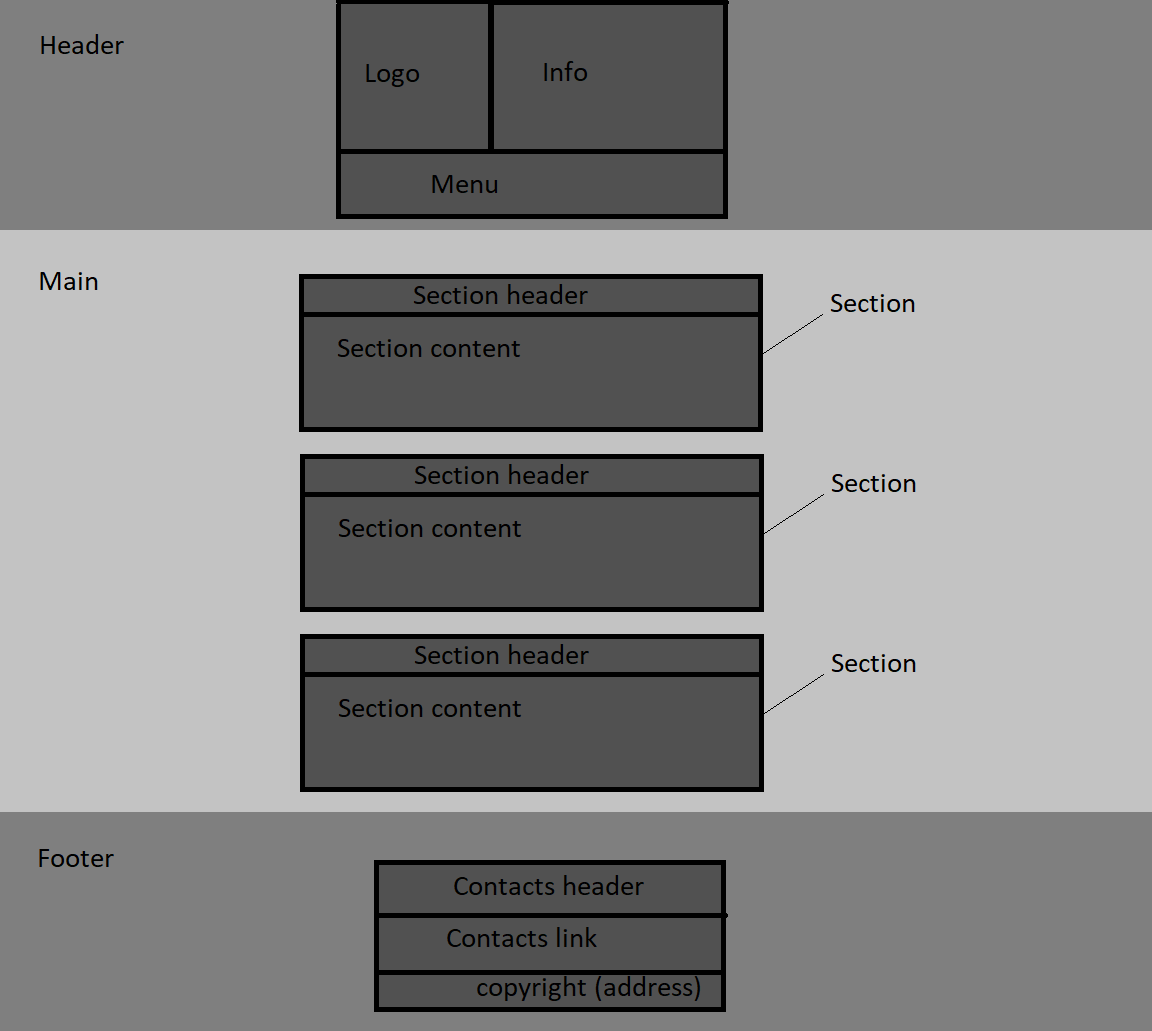 Header
Logo
Info
Menu
Main
Section header
Section
Section content
Section header
Section
Section content
Section header
Section
Section content
Footer
Contacts header
Contacts link
copyright (address)